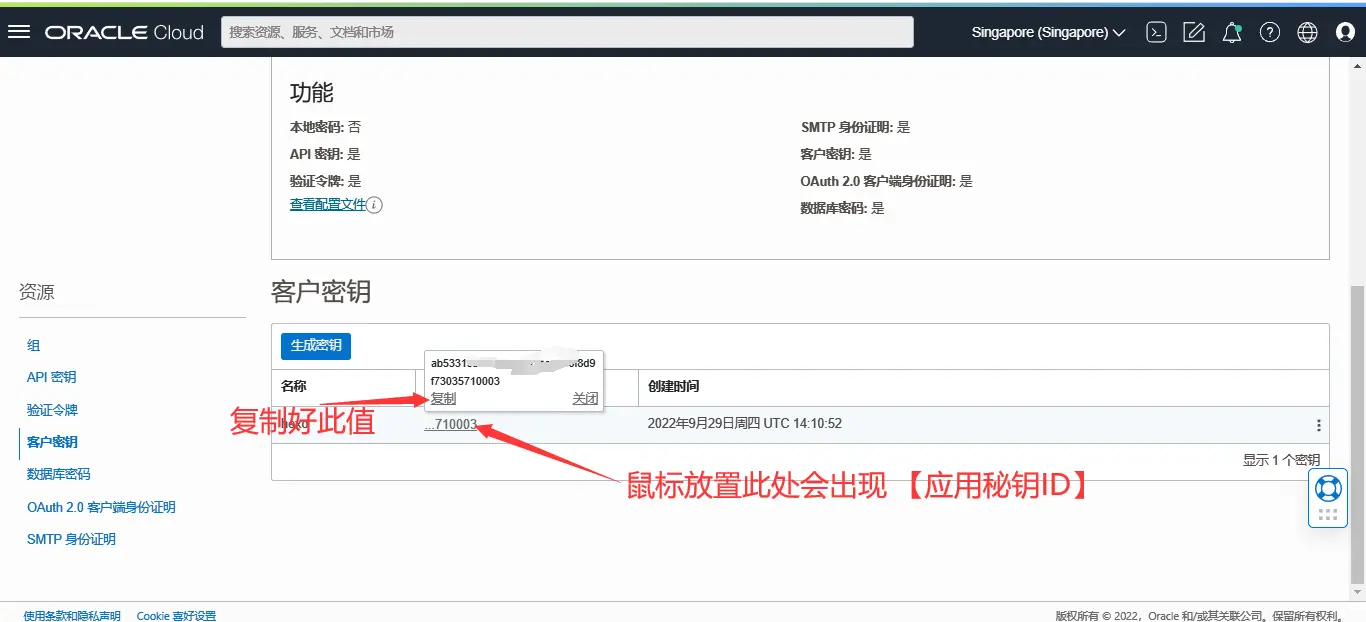 ORACLE Cloud
搜索资源、服务、文档和市场
Singapore (Singapore)
功能
本地密码: 否
API 密钥: 是
验证令牌: 是
查看配置文件
SMTP 身份证明: 是
客户密钥: 是
OAuth 2.0 客户端身份证明: 是
数据库密码: 是
资源
组
API 密钥
验证令牌
客户密钥
数据库密码
OAuth 2.0 客户端身份证明
SMTP 身份证明
客户密钥
生成密钥
名称
创建时间
f73035710003
复制
关闭
复制好此值
...710003
2022年9月29日周四 UTC 14:10:52
显示 1 个密钥
鼠标放置此处会出现 【应用秘钥ID】
使用条款和隐私声明
Cookie 喜好设置
版权所有 © 2022，Oracle 和/或其关联公司。保留所有权利。